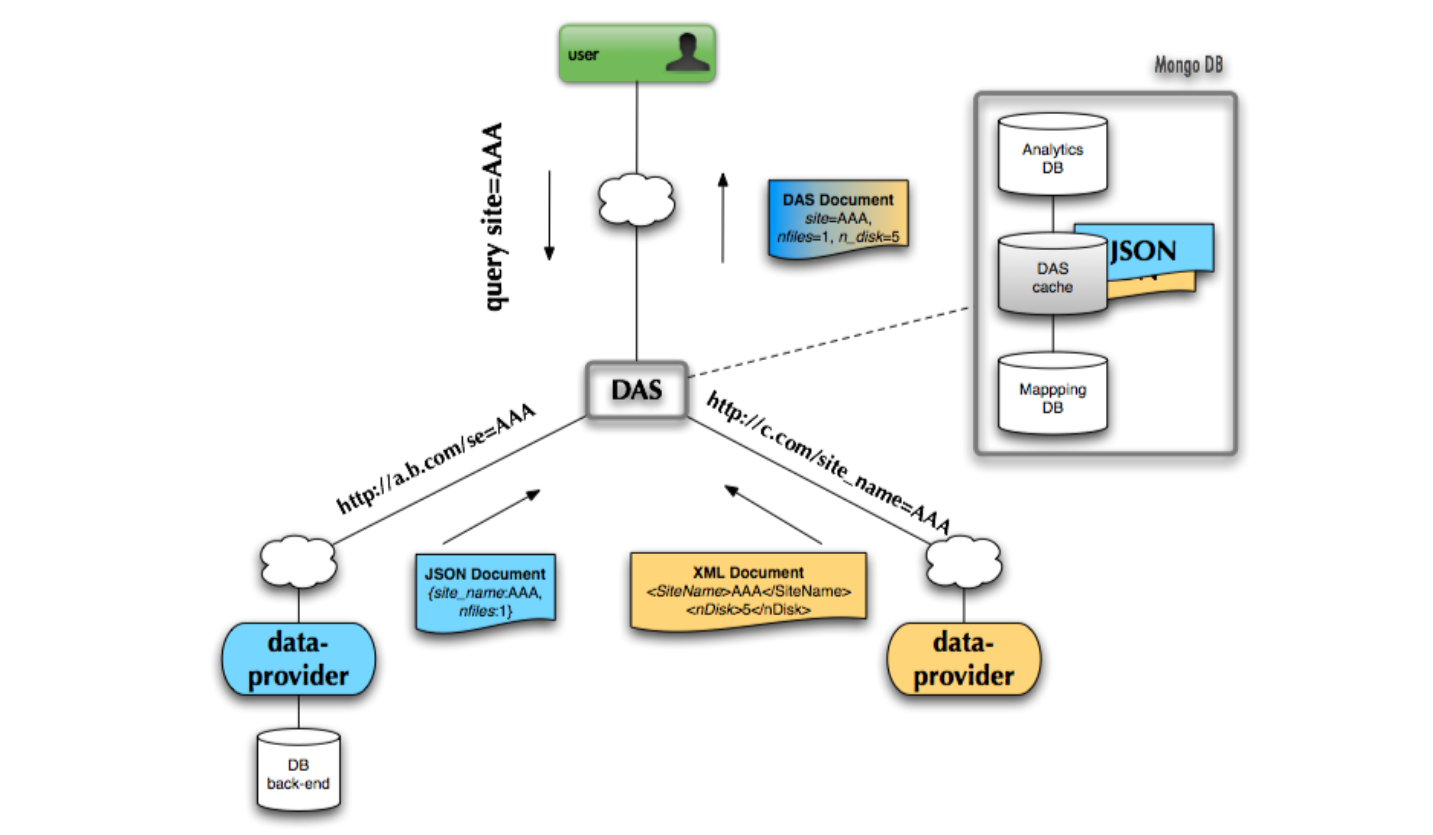 user
Mongo DB
query site=AAA
DAS Document
site=AAA,
nfiles=1, n_disk=5
Analytics
DB
JSON
DAS
cache
Mappping
DB
DAS
http://a.b.com/se=AAA
http://c.com/site_name=AAA
JSON Document
{site_name:AAA,
nfiles:1}
XML Document
<SiteName>AAA</SiteName>
<nDisk>5</nDisk>
data-
provider
data-
provider
DB
back-end